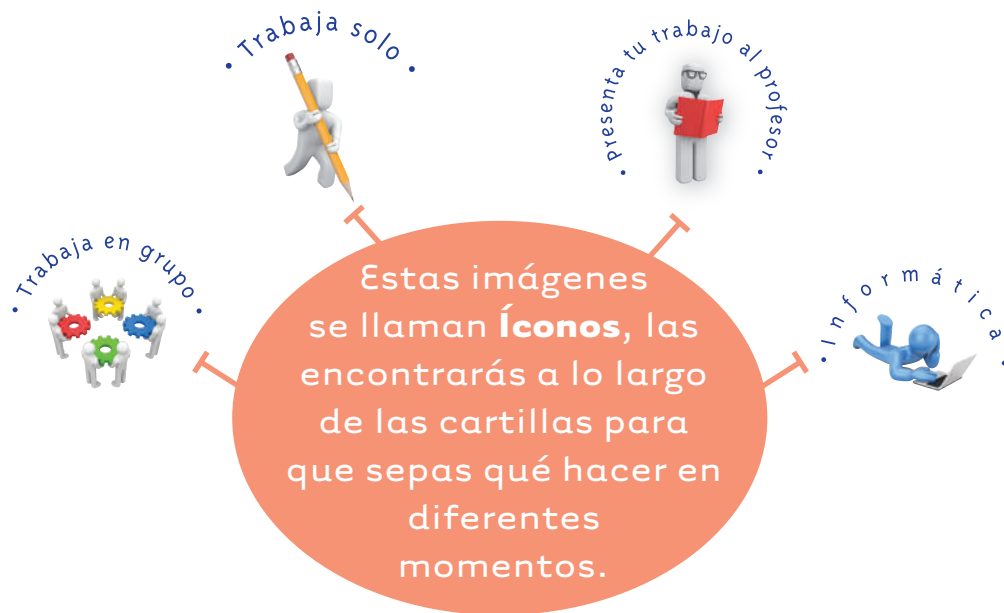 • Trabaja solo •
• Presenta tu trabajo al profesor •
• Trabaja en grupo •
• Informática •
Estas imágenes
se llaman Íconos, las
encontrarás a lo largo
de las cartillas para
que sepas qué hacer en
diferentes
momentos.